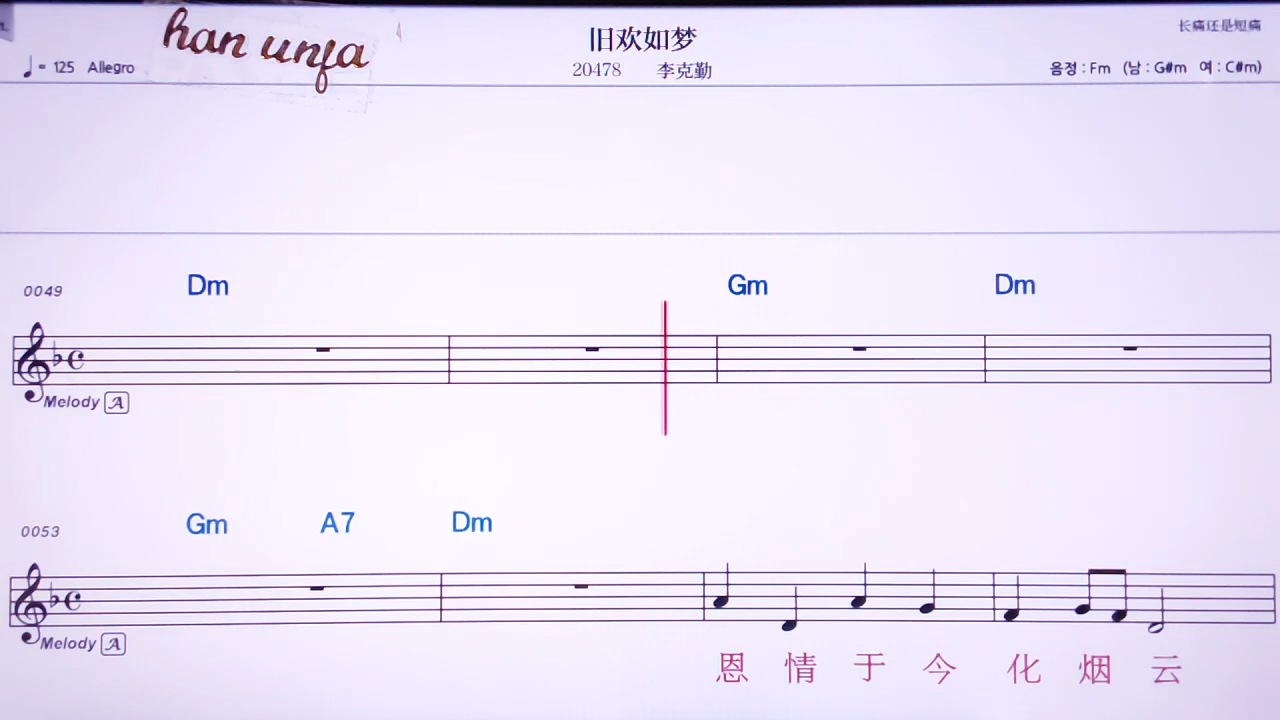 han unfa
旧欢如梦
长痛还是短痛
♩= 125 Allegro
20478 李克勤
음정 : Fm (남 : G#m 여 : C#m)
0049 Dm Gm Dm
Melody A
0053 Gm A7 Dm
Melody A
恩 情 于 今 化 烟 云